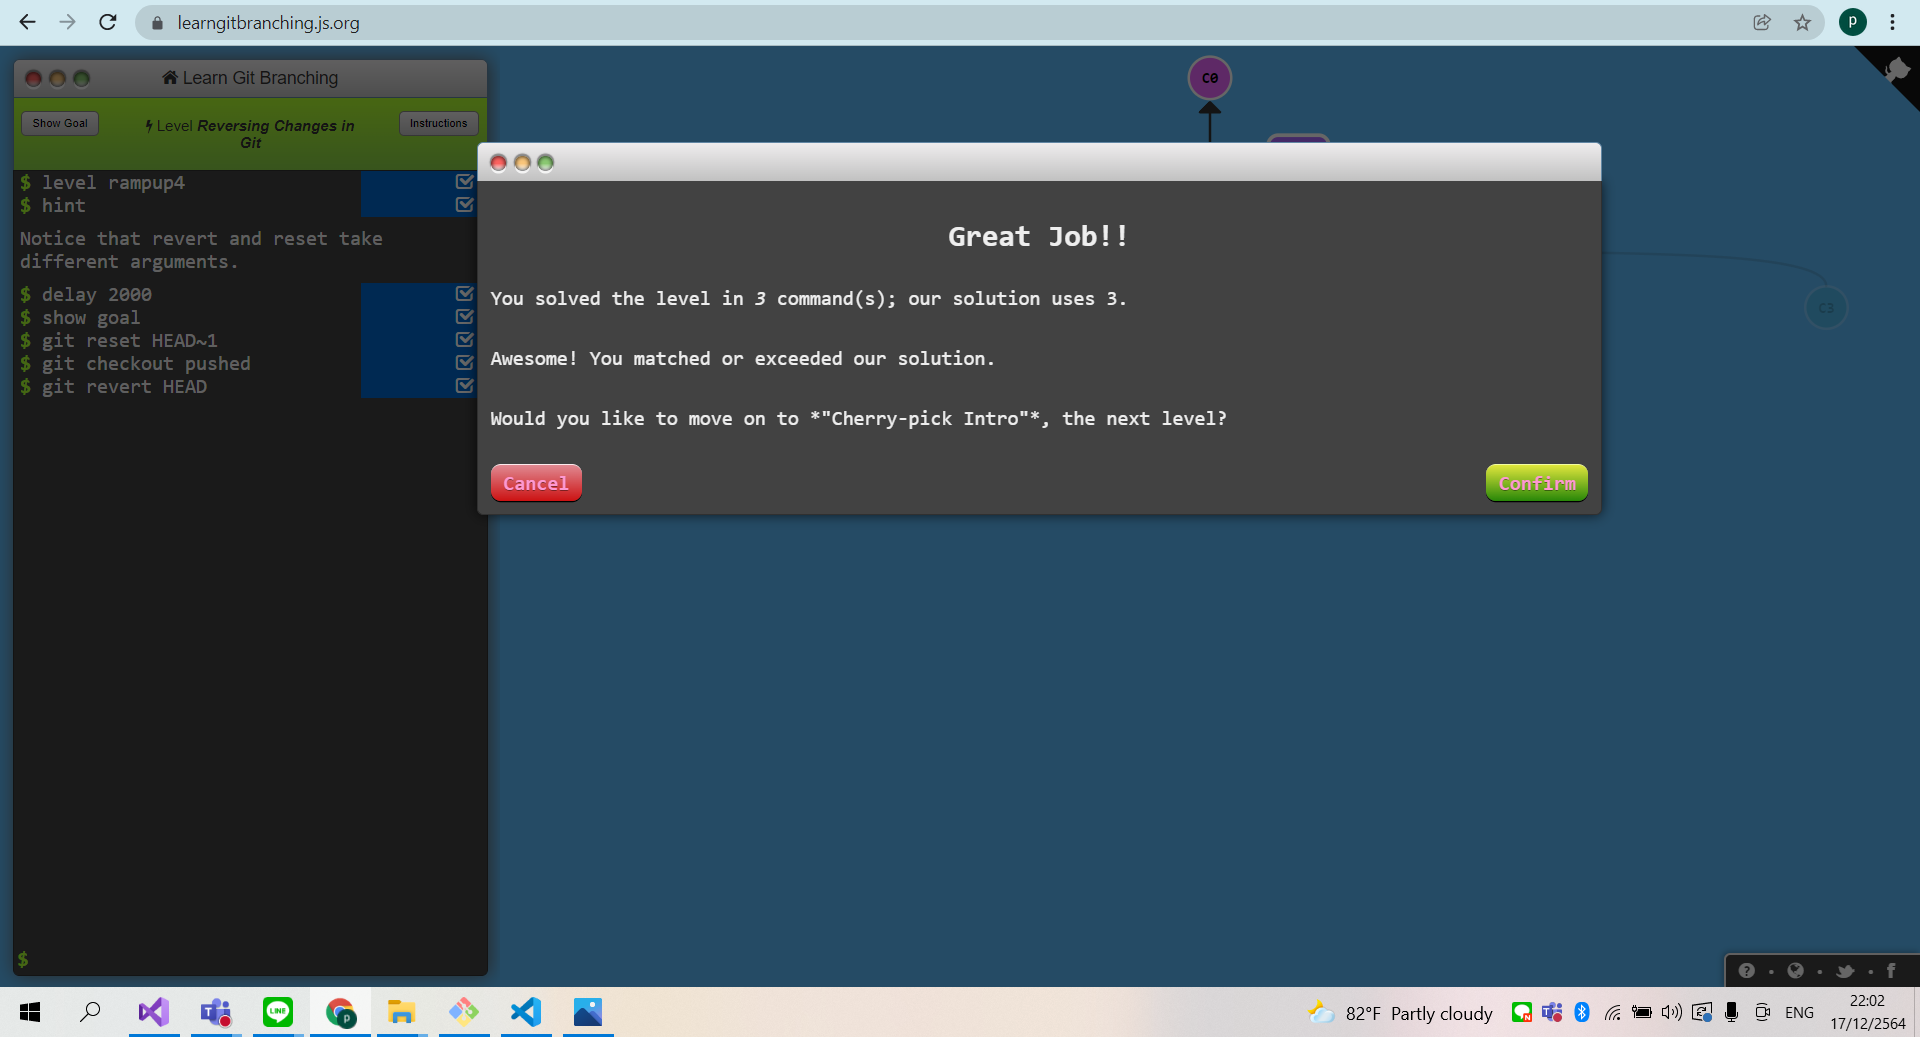 learngitbranching.js.org
p
Learn Git Branching
Show Goal
Level Reversing Changes in
Git
Instructions
$ level rampup4
$ hint
Notice that revert and reset take
different arguments.
$ delay 2000
$ show goal
$ git reset HEAD~1
$ git checkout pushed
$ git revert HEAD
$
C0
C3
Great Job!!
You solved the level in 3 command(s); our solution uses 3.
Awesome! You matched or exceeded our solution.
Would you like to move on to *"Cherry-pick Intro"*, the next level?
Cancel
Confirm
LINE
p
82°F Partly cloudy
ENG
22:02
17/12/2564